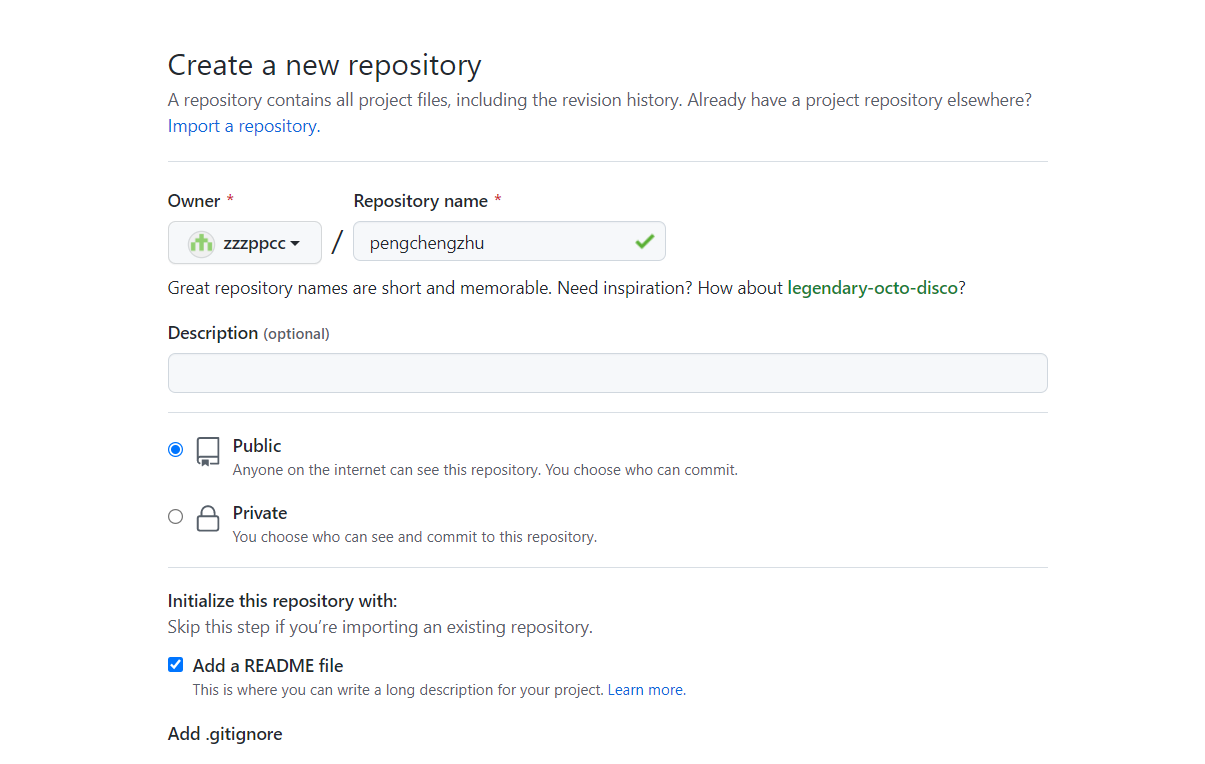 Create a new repository
A repository contains all project files, including the revision history. Already have a project repository elsewhere?
Import a repository.
Owner *
Repository name *
zzzppcc
/
pengchengzhu
Great repository names are short and memorable. Need inspiration? How about legendary-octo-disco?
Description (optional)
Public
Anyone on the internet can see this repository. You choose who can commit.
Private
You choose who can see and commit to this repository.
Initialize this repository with:
Skip this step if you’re importing an existing repository.
Add a README file
This is where you can write a long description for your project. Learn more.
Add .gitignore